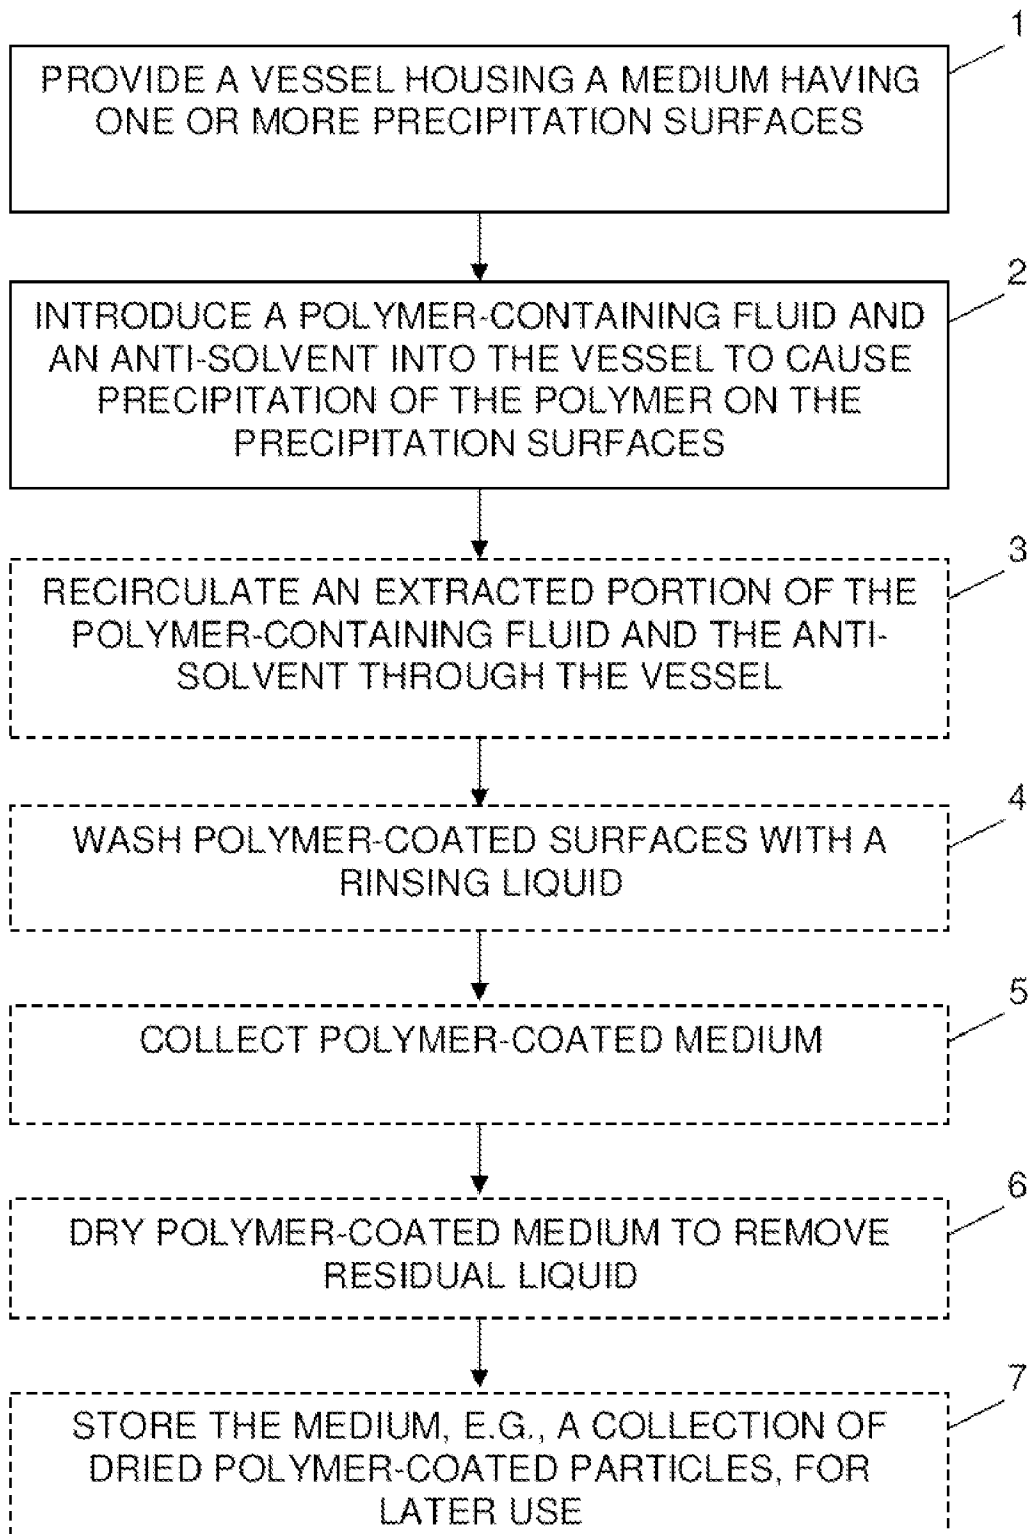 1
PROVIDE A VESSEL HOUSING A MEDIUM HAVING
ONE OR MORE PRECIPITATION SURFACES
2
INTRODUCE A POLYMER-CONTAINING FLUID AND
AN ANTI-SOLVENT INTO THE VESSEL TO CAUSE
PRECIPITATION OF THE POLYMER ON THE
PRECIPITATION SURFACES
3
RECIRCULATE AN EXTRACTED PORTION OF THE
POLYMER-CONTAINING FLUID AND THE ANTI-
SOLVENT THROUGH THE VESSEL
4
WASH POLYMER-COATED SURFACES WITH A
RINSING LIQUID
5
COLLECT POLYMER-COATED MEDIUM
6
DRY POLYMER-COATED MEDIUM TO REMOVE
RESIDUAL LIQUID
7
STORE THE MEDIUM, E.G., A COLLECTION OF
DRIED POLYMER-COATED PARTICLES, FOR
LATER USE